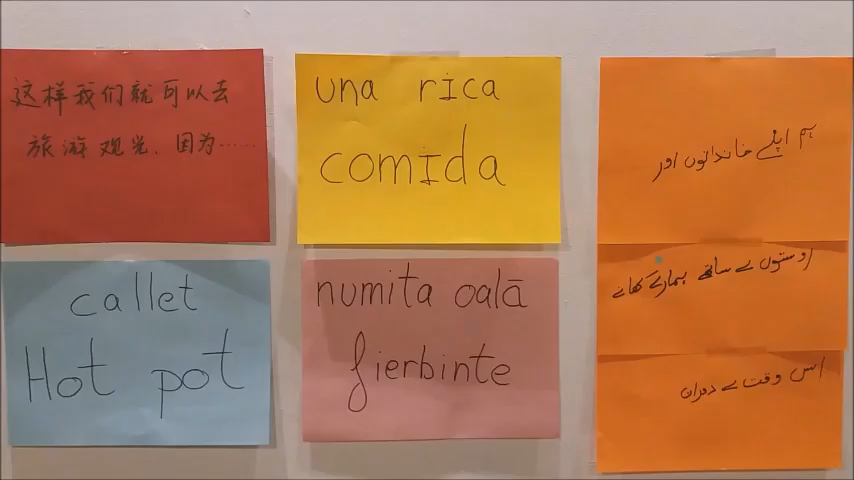 这样我们就可以去
旅游观光，因为……
una rica
comida
ہم اپنے خاندانوں اور
دوستوں کے ساتھ ہمارے کھانے
اس وقت کے دوران
callet
Hot pot
numita oală
fierbinte